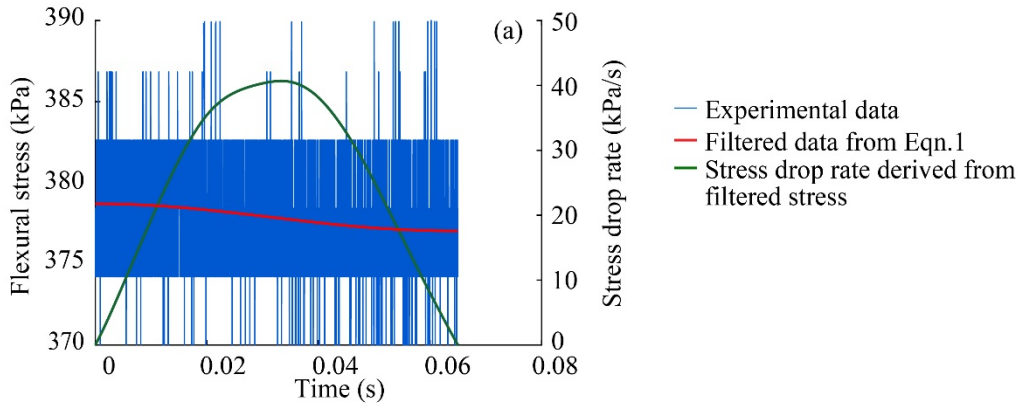 390
385
380
375
370
Flexural stress (kPa)
(a)
50
40
30
20
10
0
Stress drop rate (kPa/s)
0 0.02 0.04 0.06 0.08
Time (s)
Experimental data
Filtered data from Eqn.1
Stress drop rate derived from
filtered stress